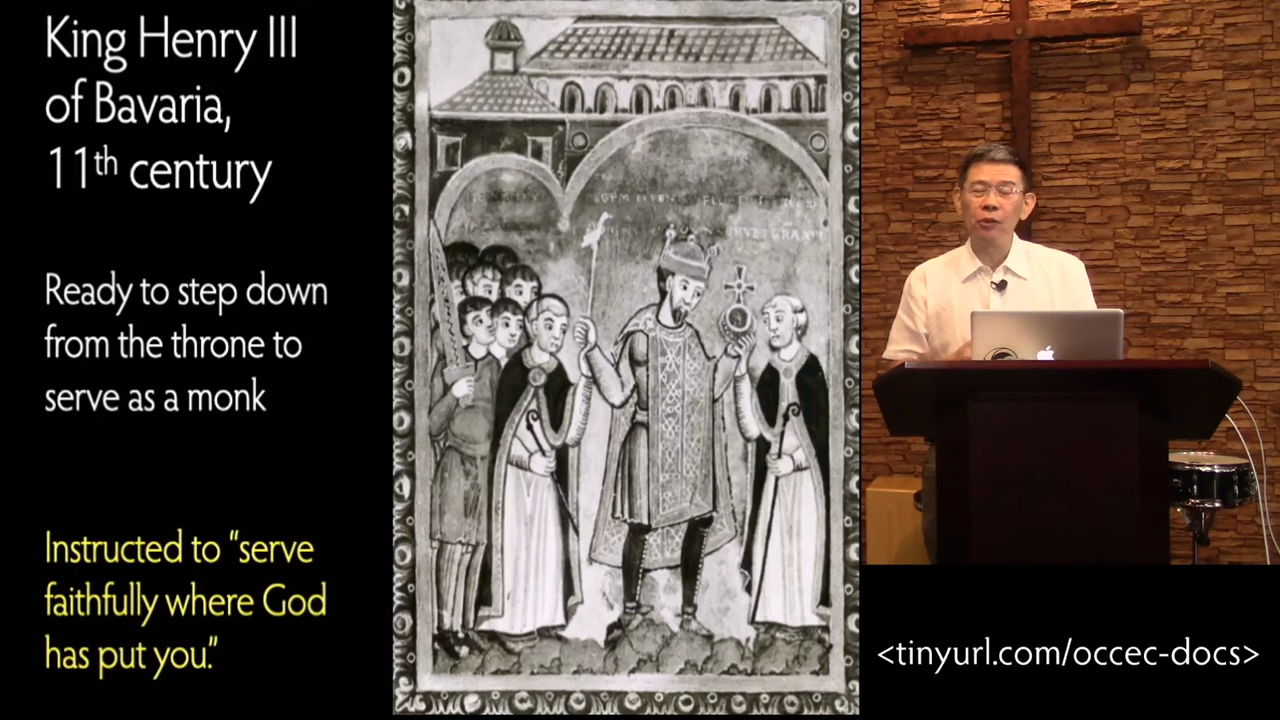 King Henry III
of Bavaria,
11th century
Ready to step down
from the throne to
serve as a monk
Instructed to “serve
faithfully where God
has put you.”
<tinyurl.com/occec-docs>